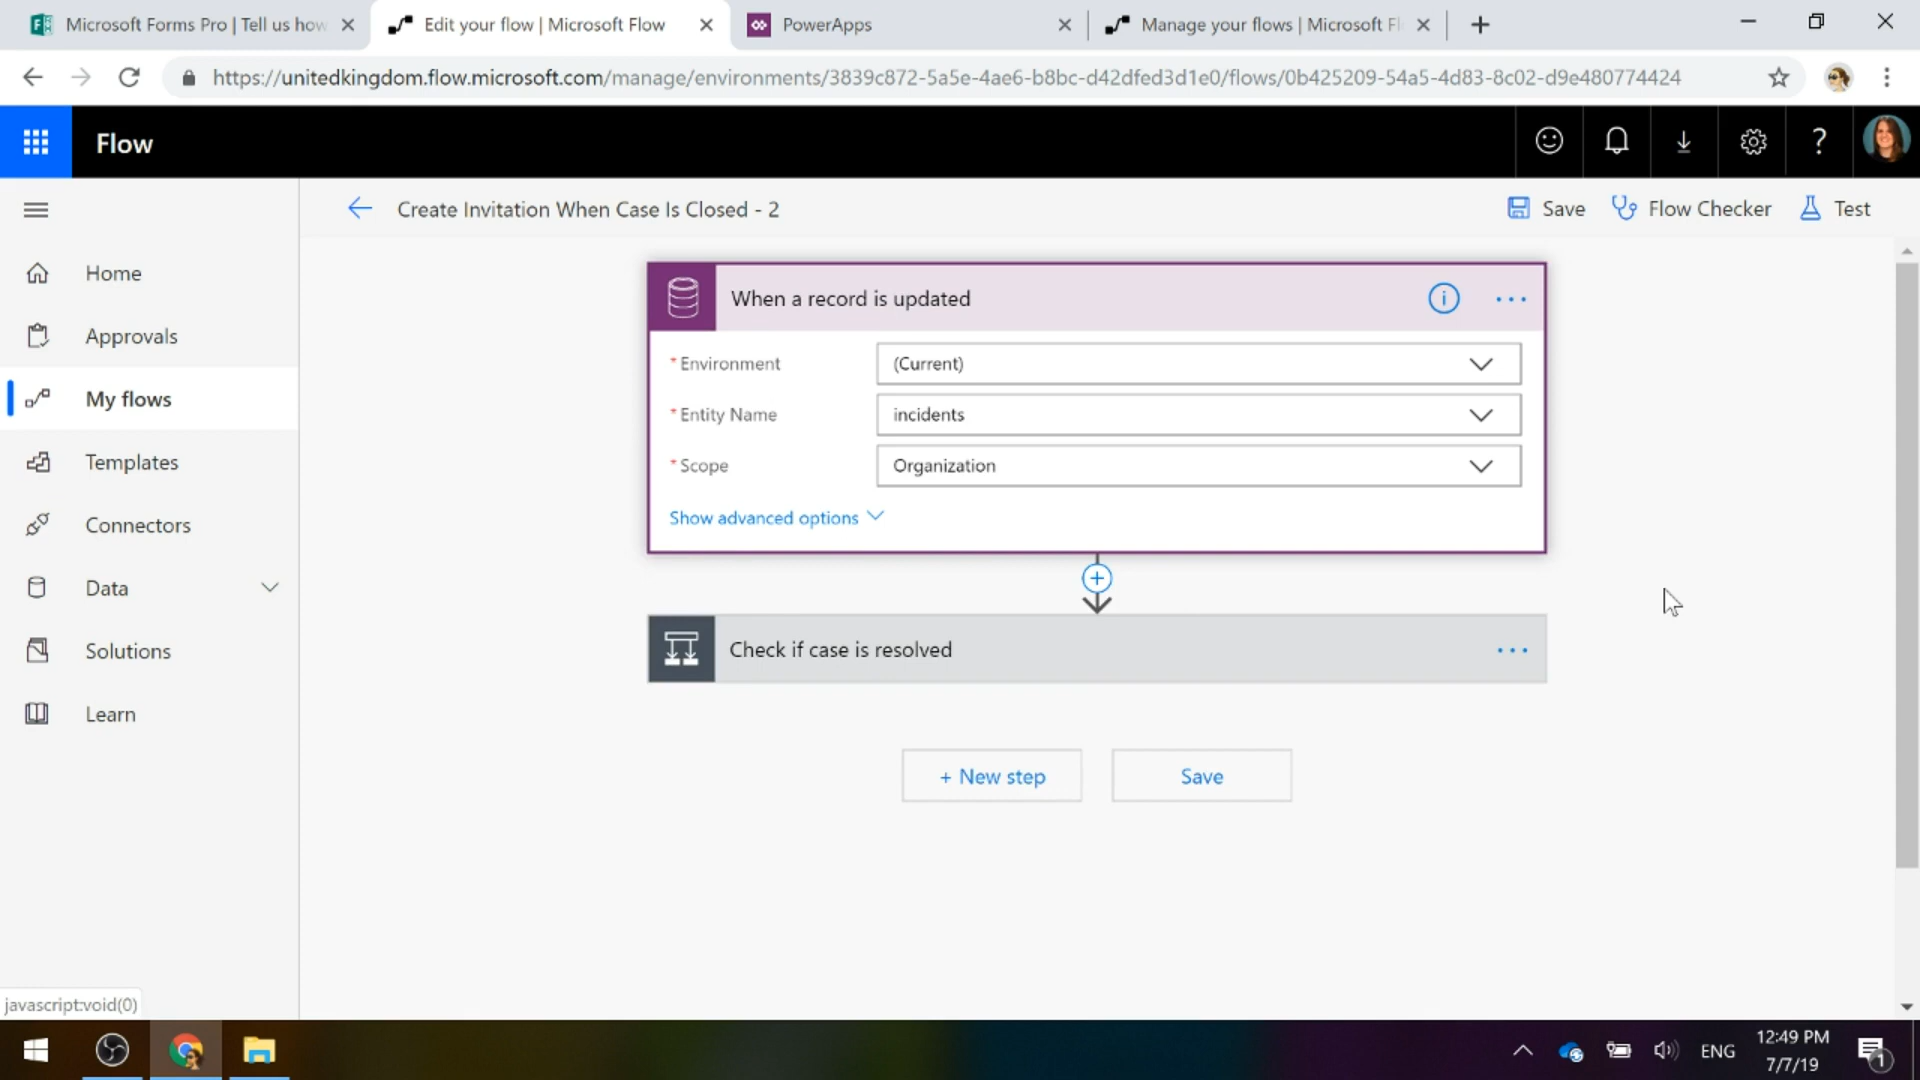 Microsoft Forms Pro | Tell us how
Edit your flow | Microsoft Flow
PowerApps
Manage your flows | Microsoft Fl
https://unitedkingdom.flow.microsoft.com/manage/environments/3839c872-5a5e-4ae6-b8bc-d42dfed3d1e0/flows/0b425209-54a5-4d83-8c02-d9e480774424
Flow
?
Create Invitation When Case Is Closed - 2
Save
Flow Checker
Test
Home
Approvals
My flows
Templates
Connectors
Data
Solutions
Learn
When a record is updated
* Environment
(Current)
* Entity Name
incidents
* Scope
Organization
Show advanced options
Check if case is resolved
+ New step
Save
javascript:void(0)
ENG
12:49 PM
7/7/19
1